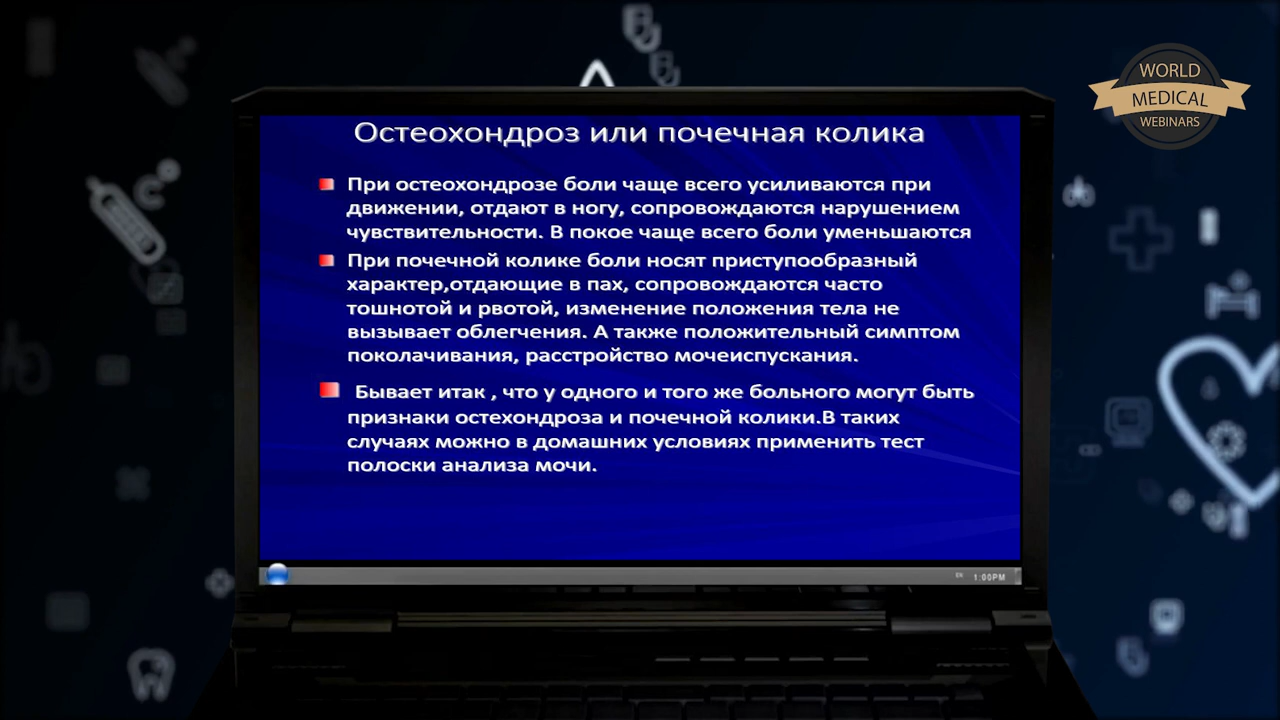 WORLD
MEDICAL
WEBINARS
Остеохондроз или почечная колика
При остеохондрозе боли чаще всего усиливаются при
движении, отдают в ногу, сопровождаются нарушением
чувствительности. В покое чаще всего боли уменьшаются
При почечной колике боли носят приступообразный
характер,отдающие в пах, сопровождаются часто
тошнотой и рвотой, изменение положения тела не
вызывает облегчения. А также положительный симптом
поколачивания, расстройство мочеиспускания.
Бывает итак , что у одного и того же больного могут быть
признаки остехондроза и почечной колики.В таких
случаях можно в домашних условиях применить тест
полоски анализа мочи.
EN 1:00PM